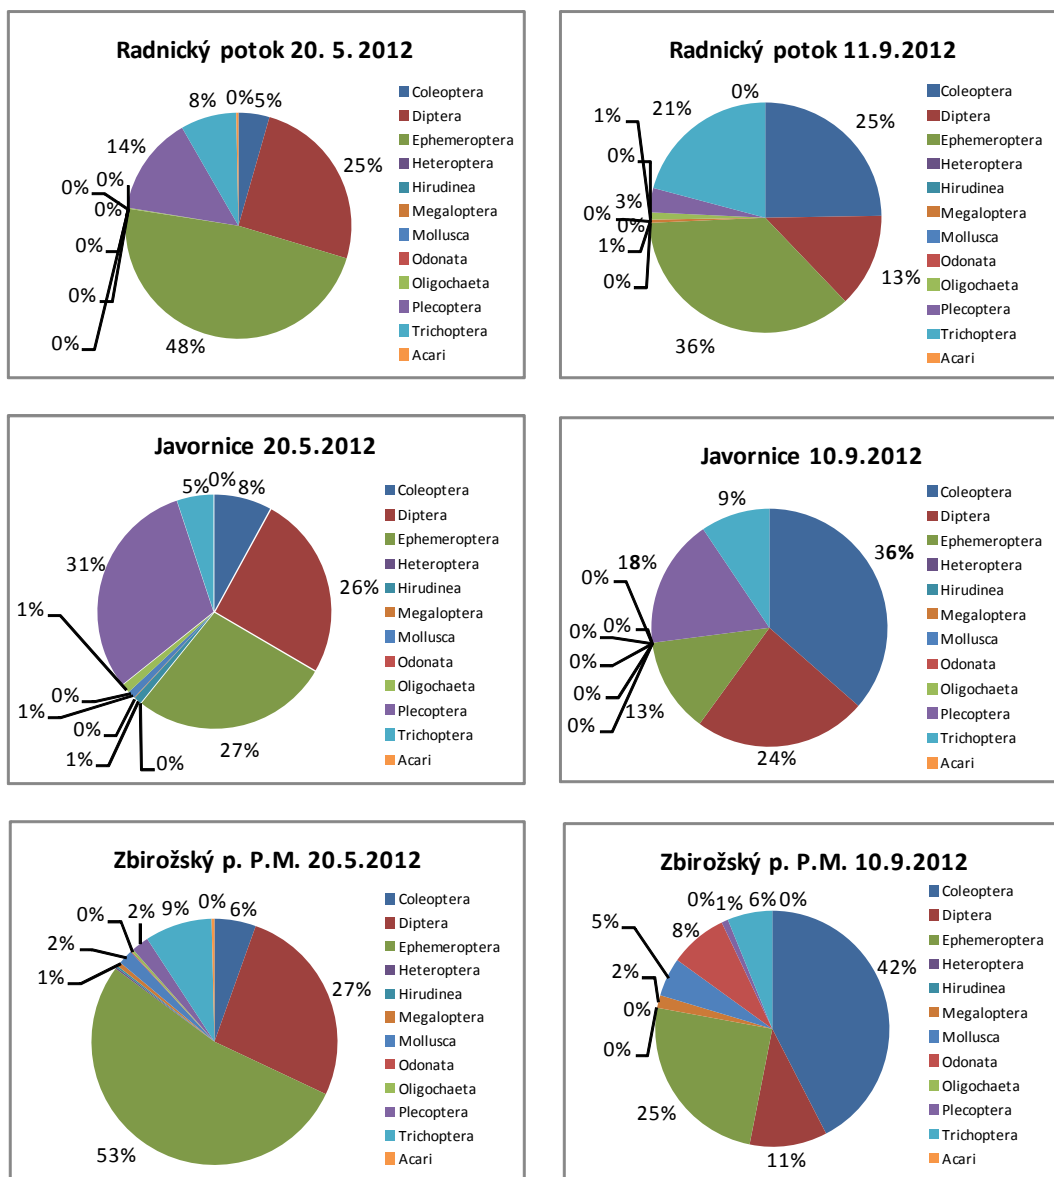 Radnický potok 20. 5. 2012
0%
5%
25%
48%
0%
0%
0%
0%
0%
0%
14%
8%
Coleoptera
Diptera
Ephemeroptera
Heteroptera
Hirudinea
Megaloptera
Mollusca
Odonata
Oligochaeta
Plecoptera
Trichoptera
Acari
Radnický potok 11.9.2012
0%
25%
13%
36%
0%
1%
0%
0%
3%
0%
1%
21%
Coleoptera
Diptera
Ephemeroptera
Heteroptera
Hirudinea
Megaloptera
Mollusca
Odonata
Oligochaeta
Plecoptera
Trichoptera
Acari
Javornice 20.5.2012
0%
8%
26%
27%
0%
1%
0%
1%
0%
1%
31%
5%
Coleoptera
Diptera
Ephemeroptera
Heteroptera
Hirudinea
Megaloptera
Mollusca
Odonata
Oligochaeta
Plecoptera
Trichoptera
Acari
Javornice 10.9.2012
36%
24%
13%
0%
0%
0%
0%
0%
0%
18%
9%
Coleoptera
Diptera
Ephemeroptera
Heteroptera
Hirudinea
Megaloptera
Mollusca
Odonata
Oligochaeta
Plecoptera
Trichoptera
Acari
Zbirožský p. P.M. 20.5.2012
0%
6%
27%
53%
1%
2%
0%
2%
9%
Coleoptera
Diptera
Ephemeroptera
Heteroptera
Hirudinea
Megaloptera
Mollusca
Odonata
Oligochaeta
Plecoptera
Trichoptera
Acari
Zbirožský p. P.M. 10.9.2012
0%
42%
11%
25%
0%
0%
2%
5%
8%
0%
1%
6%
Coleoptera
Diptera
Ephemeroptera
Heteroptera
Hirudinea
Megaloptera
Mollusca
Odonata
Oligochaeta
Plecoptera
Trichoptera
Acari